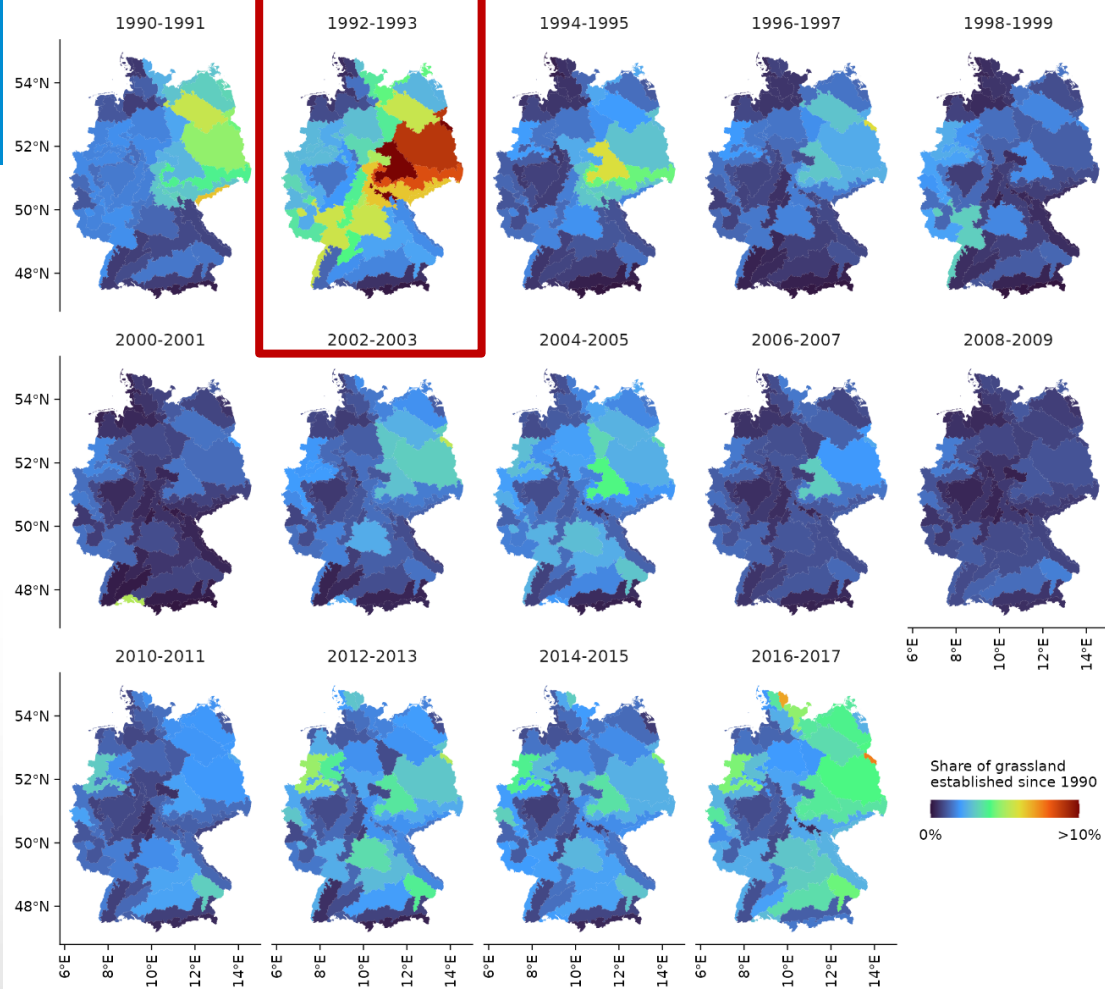 1990-1991
1992-1993
1994-1995
1996-1997
1998-1999
54°N
52°N
50°N
48°N
2000-2001
2002-2003
2004-2005
2006-2007
2008-2009
54°N
52°N
50°N
48°N
6°E
8°E
10°E
12°E
14°E
2010-2011
2012-2013
2014-2015
2016-2017
54°N
52°N
50°N
48°N
Share of grassland
established since 1990
0%
>10%
6°E
8°E
10°E
12°E
14°E
6°E
8°E
10°E
12°E
14°E
6°E
8°E
10°E
12°E
14°E
6°E
8°E
10°E
12°E
14°E